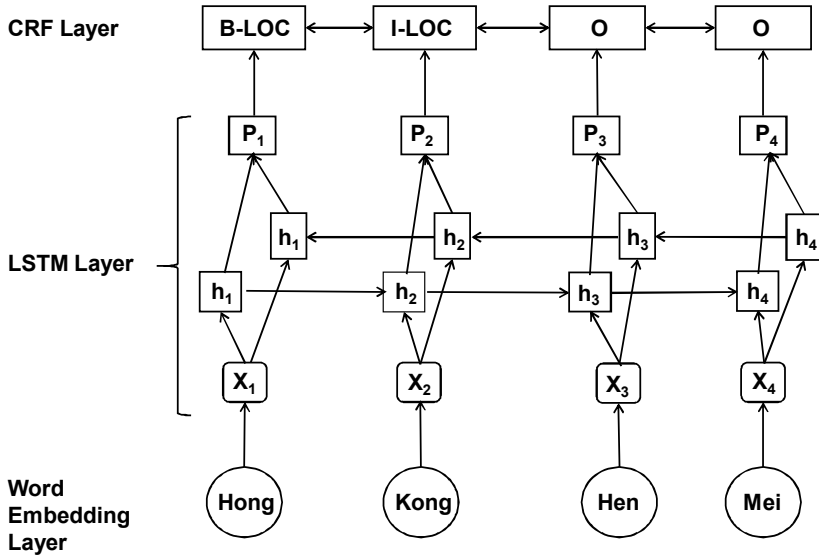 CRF Layer
B-LOC
I-LOC
O
O
P₁
P₂
P₃
P₄
h₁
h₂
h₃
h₄
LSTM Layer
h₁
h₂
h₃
h₄
X₁
X₂
X₃
X₄
Word
Embedding
Layer
Hong
Kong
Hen
Mei